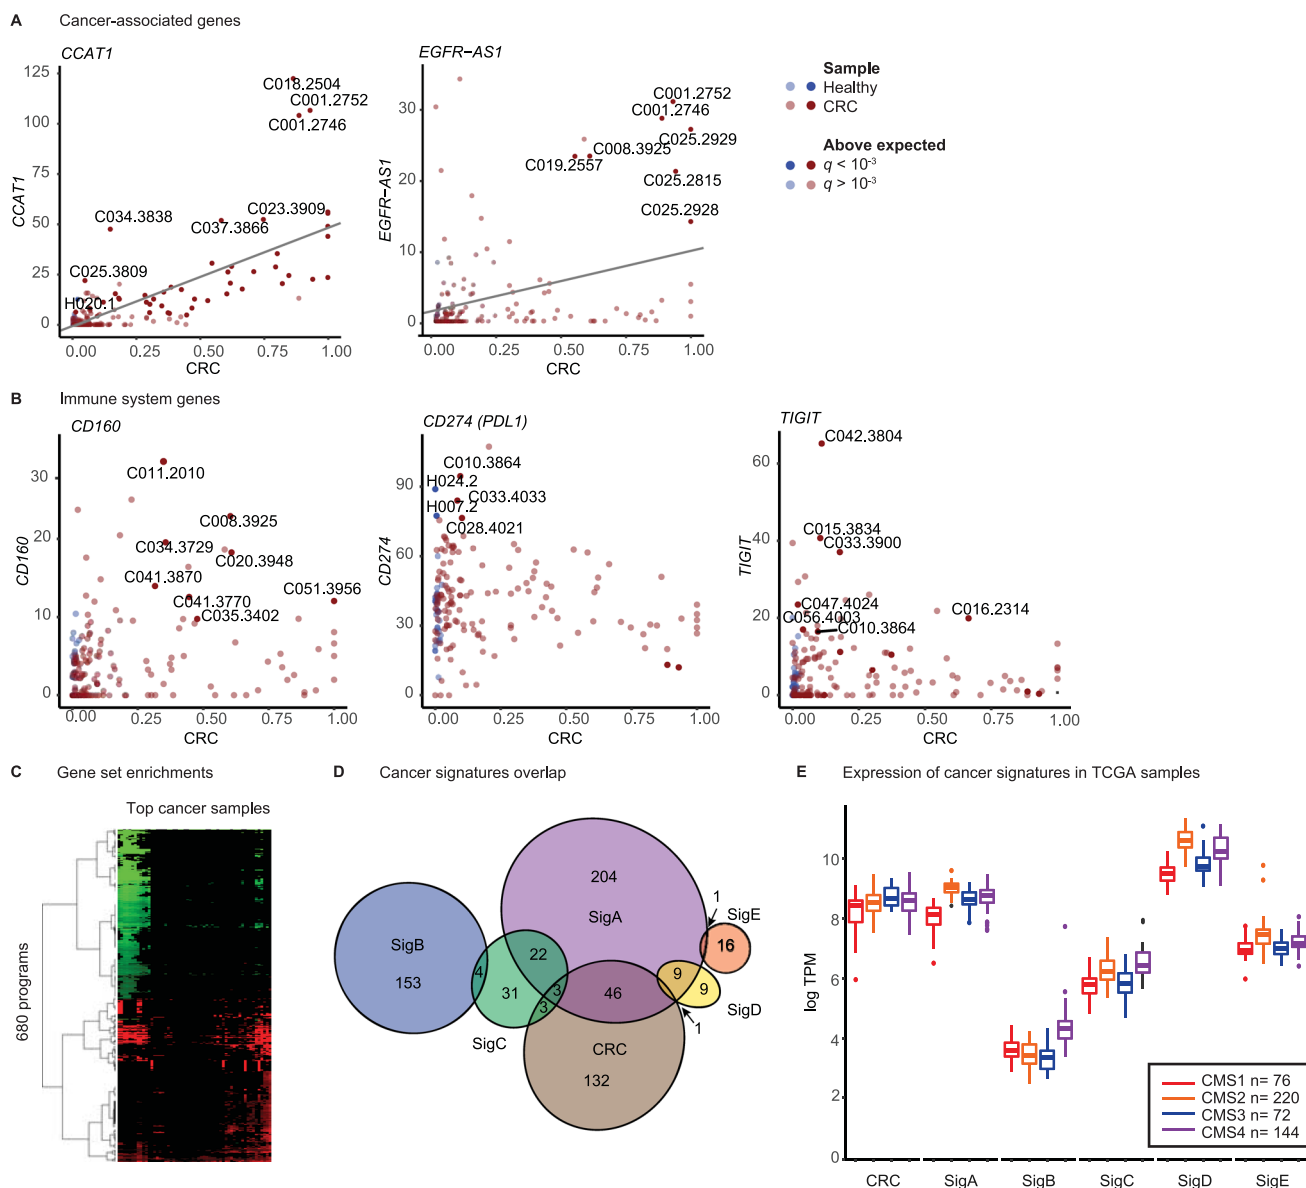 A Cancer-associated genes
CCAT1
125
100
75
50
25
0
CCAT1
C018.2504
C001.2752
C001.2746
C034.3838
C023.3909
C037.3866
C025.3809
H020.1
0.00 0.25 0.50 0.75 1.00
CRC
EGFR−AS1
30
20
10
0
EGFR−AS1
C001.2752
C001.2746
C025.2929
C008.3925
C019.2557
C025.2815
C025.2928
0.00 0.25 0.50 0.75 1.00
CRC
Sample
Healthy
CRC
Above expected
q < 10-3
q > 10-3
B Immune system genes
CD160
30
20
10
0
CD160
C011.2010
C008.3925
C034.3729
C020.3948
C041.3870
C051.3956
C041.3770
C035.3402
0.00 0.25 0.50 0.75 1.00
CRC
CD274 (PDL1)
90
60
30
0
CD274
C010.3864
H024.2
C033.4033
H007.2
C028.4021
0.00 0.25 0.50 0.75 1.00
CRC
TIGIT
60
40
20
0
TIGIT
C042.3804
C015.3834
C033.3900
C047.4024
C056.4003
C016.2314
C010.3864
0.00 0.25 0.50 0.75 1.00
CRC
C Gene set enrichments
Top cancer samples
680 programs
D Cancer signatures overlap
204
SigA
1
SigE
16
SigB
153
4
22
31
3
3
46
9
9
SigD
1
SigC
CRC
132
E Expression of cancer signatures in TCGA samples
10
8
6
4
2
0
log TPM
CMS1 n= 76
CMS2 n= 220
CMS3 n= 72
CMS4 n= 144
CRC SigA SigB SigC SigD SigE